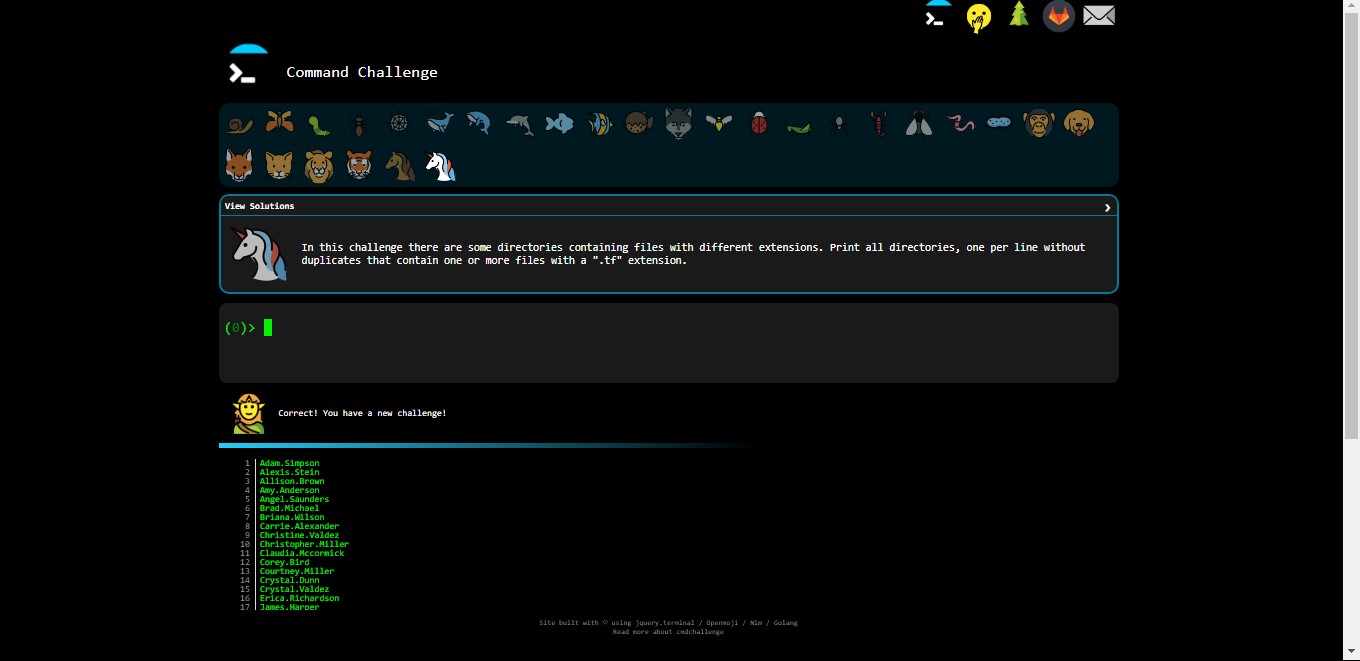 Command Challenge
View Solutions
In this challenge there are some directories containing files with different extensions. Print all directories, one per line without
duplicates that contain one or more files with a ".tf" extension.
(0)>
Correct! You have a new challenge!
1 Adam.Simpson
2 Alexis.Stein
3 Allison.Brown
4 Amy.Anderson
5 Angel.Saunders
6 Brad.Michael
7 Briana.Wilson
8 Carrie.Alexander
9 Christine.Valdez
10 Christopher.Miller
11 Claudia.Mccormick
12 Corey.Bird
13 Courtney.Miller
14 Crystal.Dunn
15 Crystal.Valdez
16 Erica.Richardson
17 James.Harper
Site built with ♡ using jquery.terminal / Openmoji / Nim / Golang
Read more about cmdchallenge